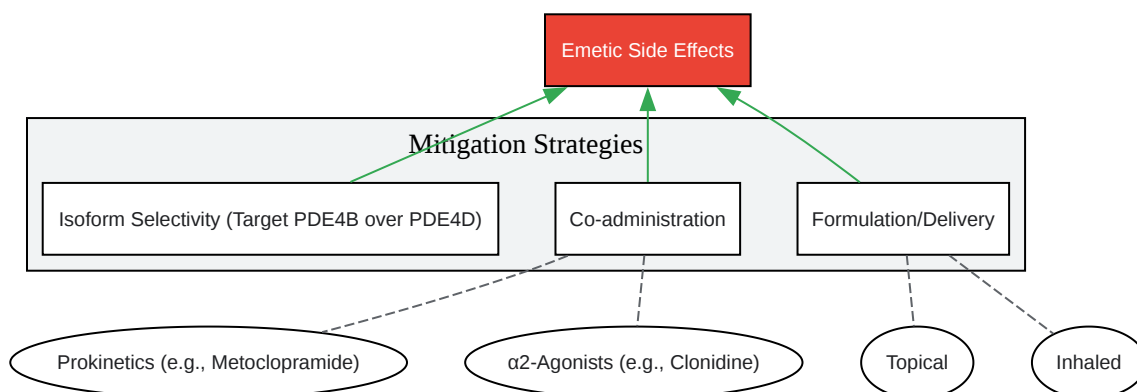 Emetic Side Effects
Mitigation Strategies
Isoform Selectivity (Target PDE4B over PDE4D)
Co-administration
Formulation/Delivery
Prokinetics (e.g., Metoclopramide)
α2-Agonists (e.g., Clonidine)
Topical
Inhaled